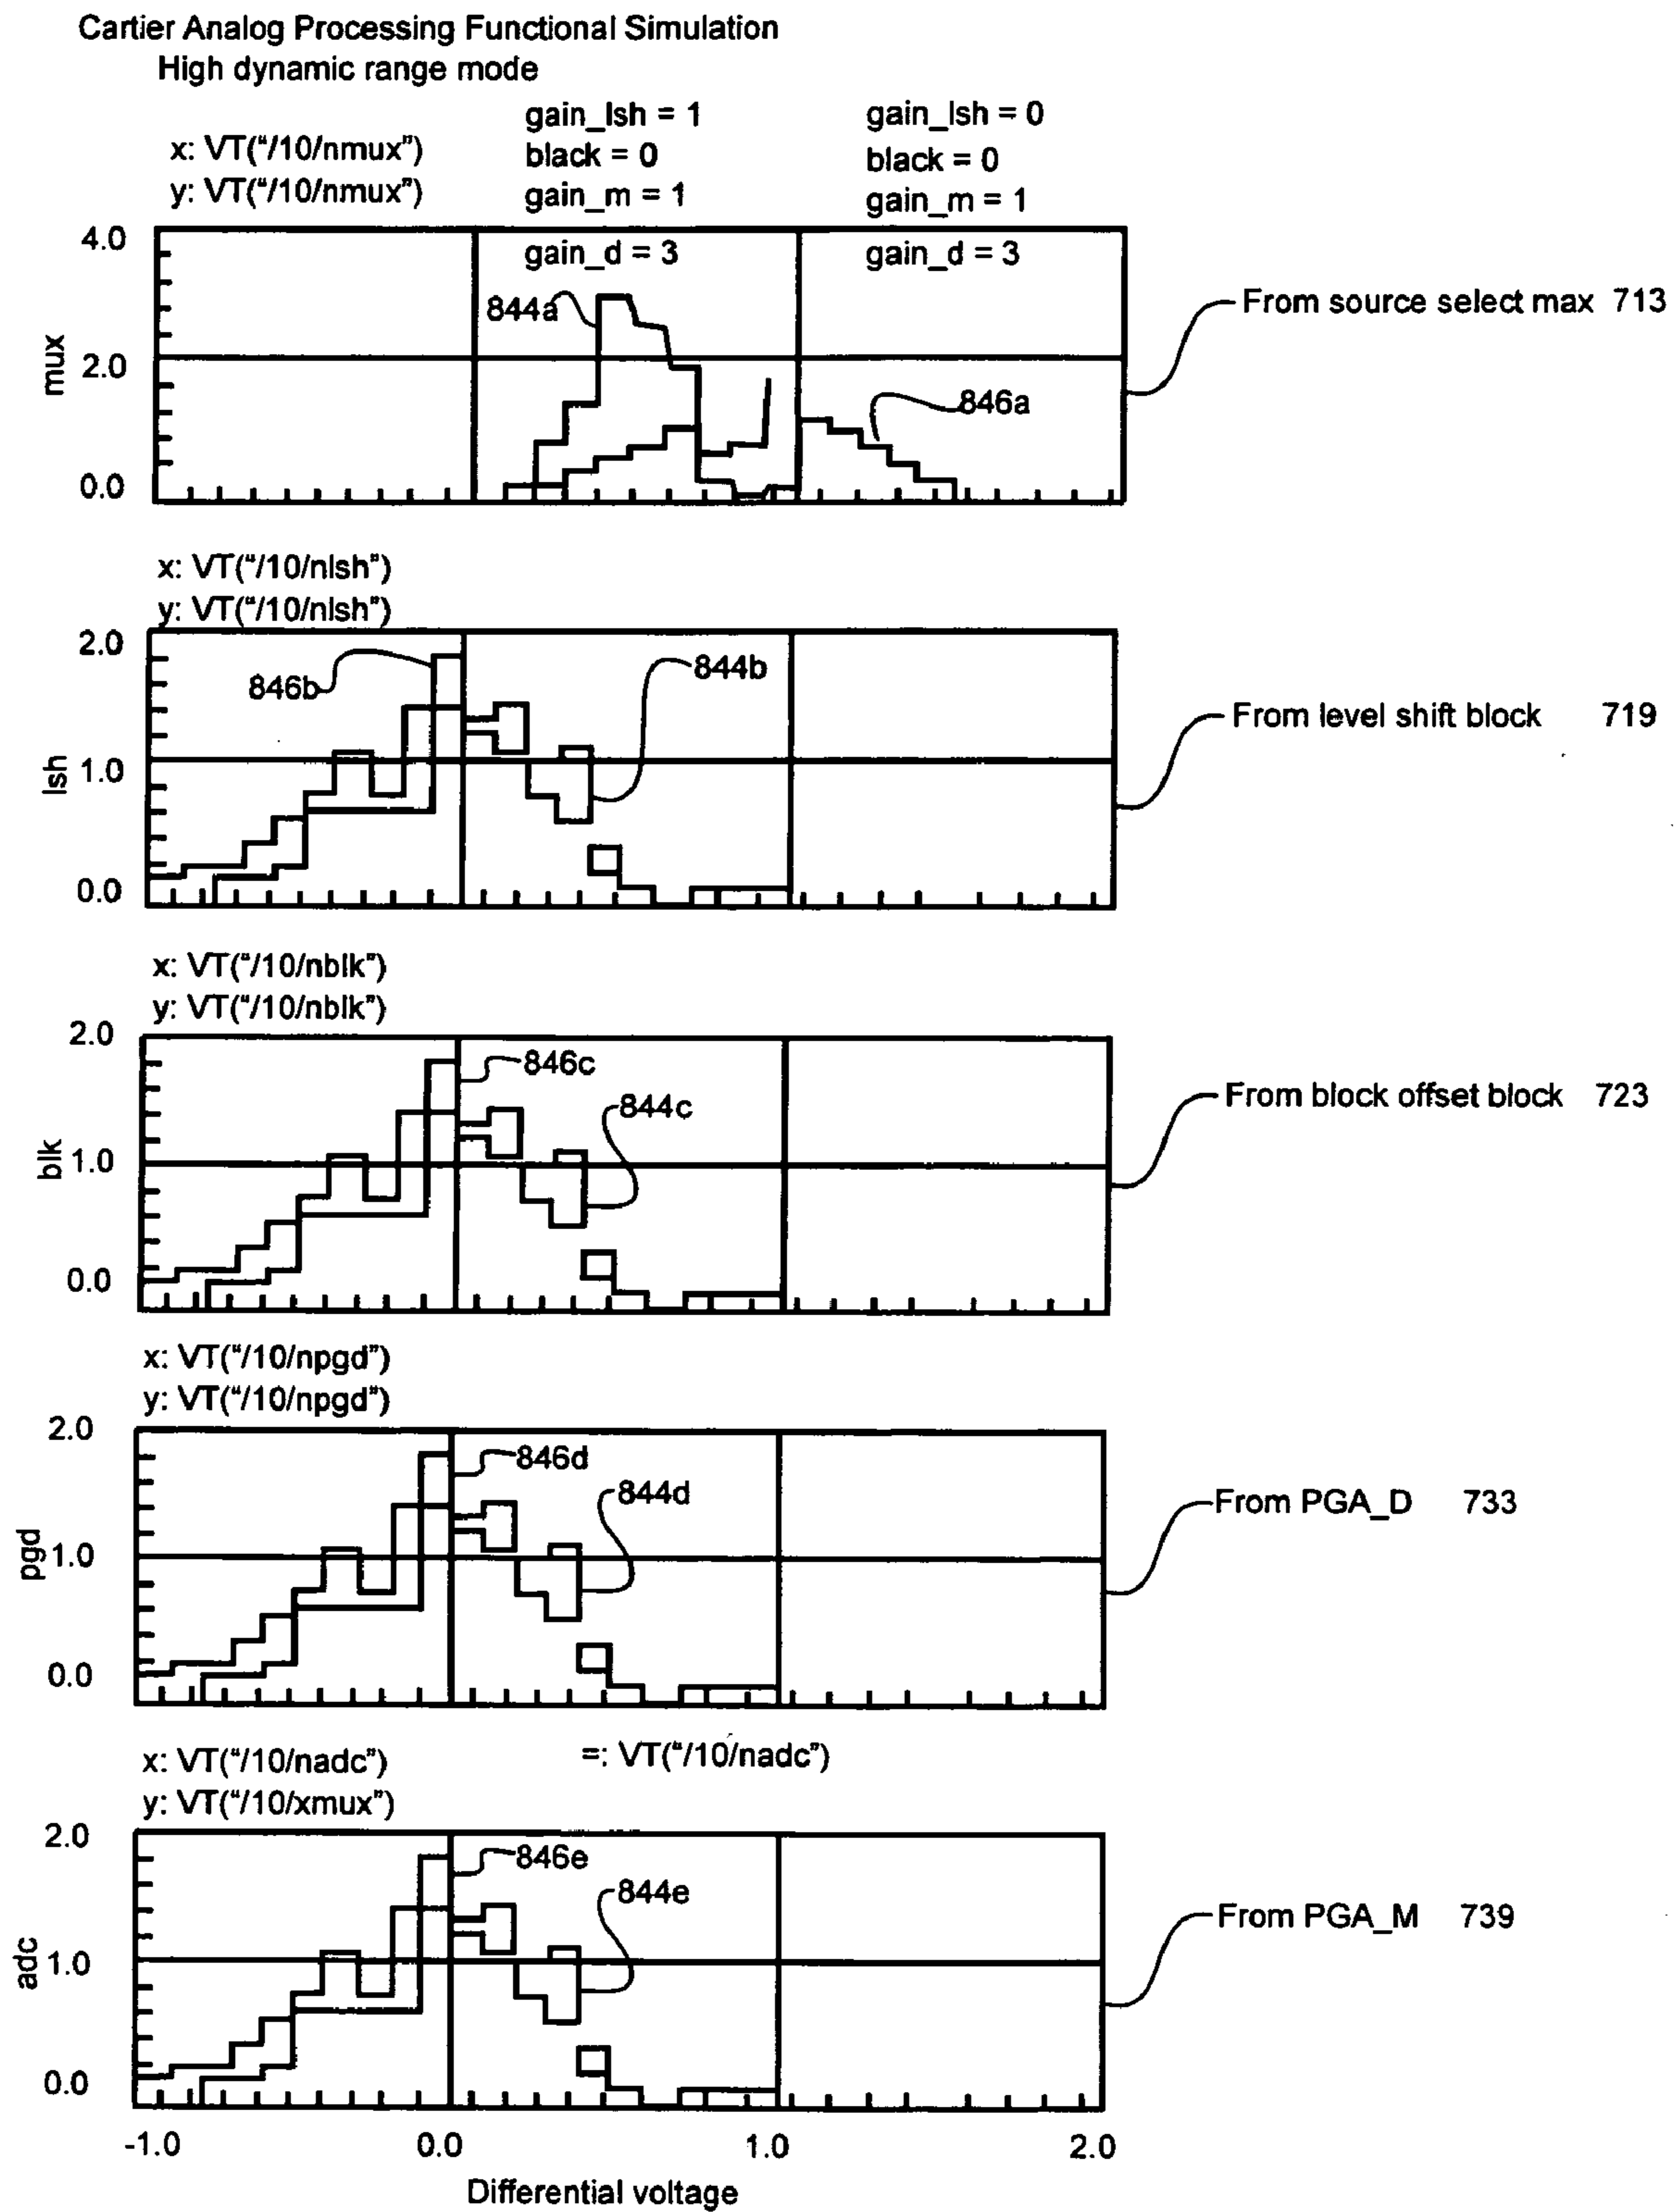 Cartier Analog Processing Functional Simulation
High dynamic range mode
gain_lsh = 1
gain_lsh = 0
x: VT("/10/nmux")
black = 0
black = 0
y: VT("/10/nmux")
gain_m = 1
gain_m = 1
4.0
gain_d = 3
gain_d = 3
844a
From source select max 713
mux
2.0
846a
0.0
x: VT("/10/nlsh")
y: VT("/10/nlsh")
2.0
846b
844b
From level shift block 719
lsh
1.0
0.0
x: VT("/10/nblk")
y: VT("/10/nblk")
2.0
846c
844c
From block offset block 723
blk
1.0
0.0
x: VT("/10/npgd")
y: VT("/10/npgd")
2.0
846d
844d
From PGA_D 733
pgd
1.0
0.0
x: VT("/10/nadc")
=: VT("/10/nadc")
y: VT("/10/xmux")
2.0
846e
844e
From PGA_M 739
adc
1.0
0.0
-1.0 0.0 1.0 2.0
Differential voltage